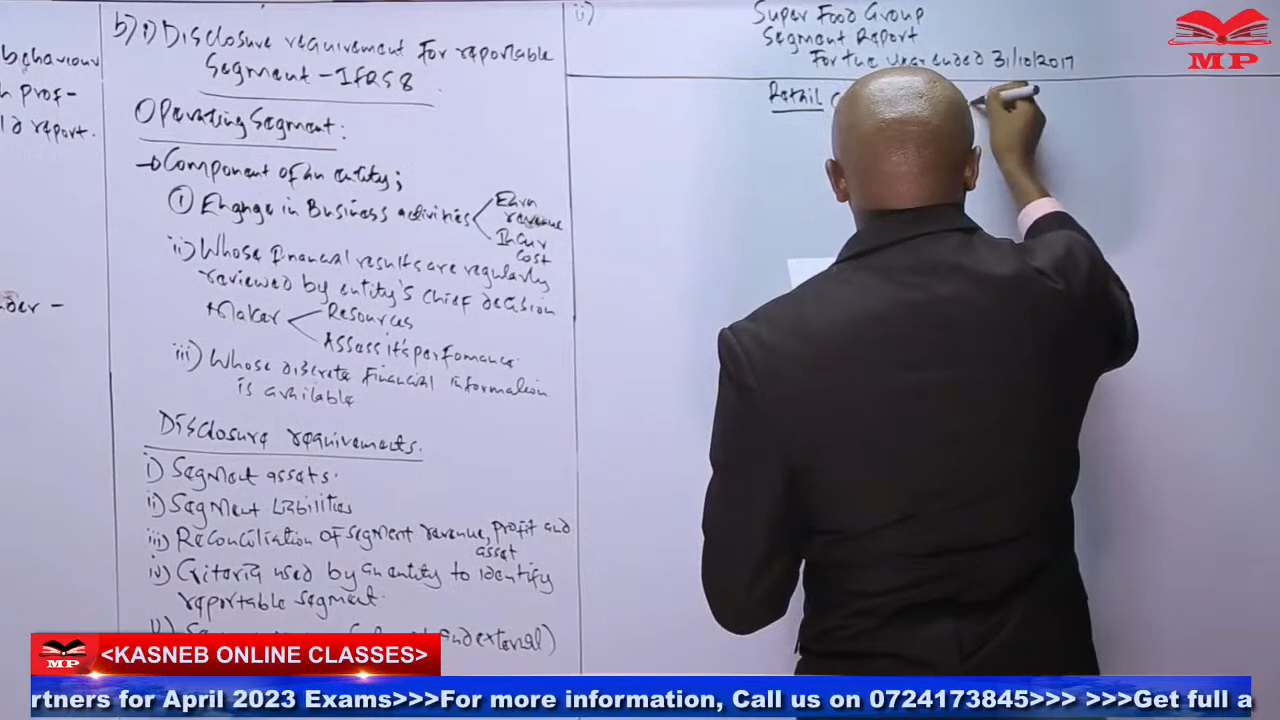 behaviour
h prof-
ld report.
der -
b) i) Disclosure requirement for reportable
Segment - IFRS 8
Operating Segment:
Component of an entity;
i) Engage in Business activities
Earn
revenue
Incur
cost
ii) Whose financial results are regularly
reviewed by entity's chief decision
Maker
Resources
Assess it's perfomance
iii) Whose discrete financial information
is available
Disclosure requirements.
i) Segment assets.
ii) Segment Liabilities
iii) Reconciliation of segment revenue, profit and
asset
iv) Criteria used by an entity to identify
reportable segment.
v)
and external)
ii)
Super Food Group
Segment Report
For the year ended 31/10/2017
Retail
MP
MP
<KASNEB ONLINE CLASSES>
rtners for April 2023 Exams>>>For more information, Call us on 0724173845>>> >>>Get full a